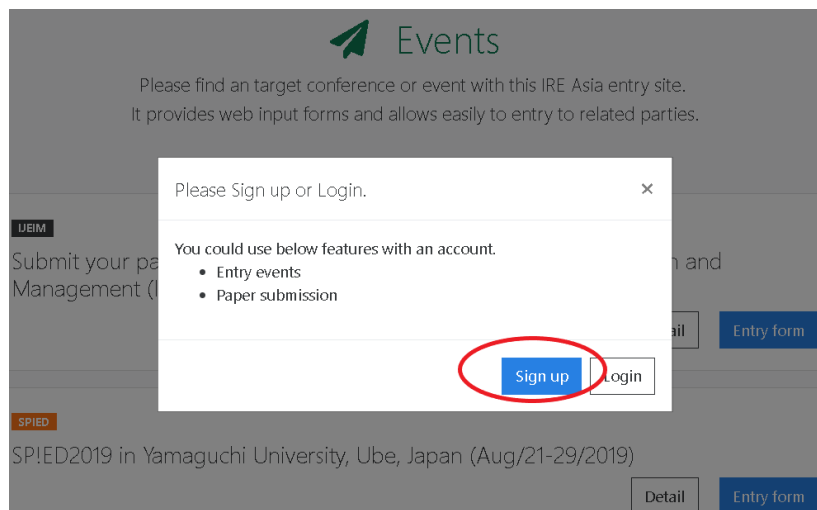 Events
Please find an target conference or event with this IRE Asia entry site.
It provides web input forms and allows easily to entry to related parties.
Please Sign up or Login.
×
IJEIM
Submit your pa
n and
Management (I
You could use below features with an account.
• Entry events
• Paper submission
ail
Entry form
Sign up
Login
SPIED
SP!ED2019 in Yamaguchi University, Ube, Japan (Aug/21-29/2019)
Detail
Entry form